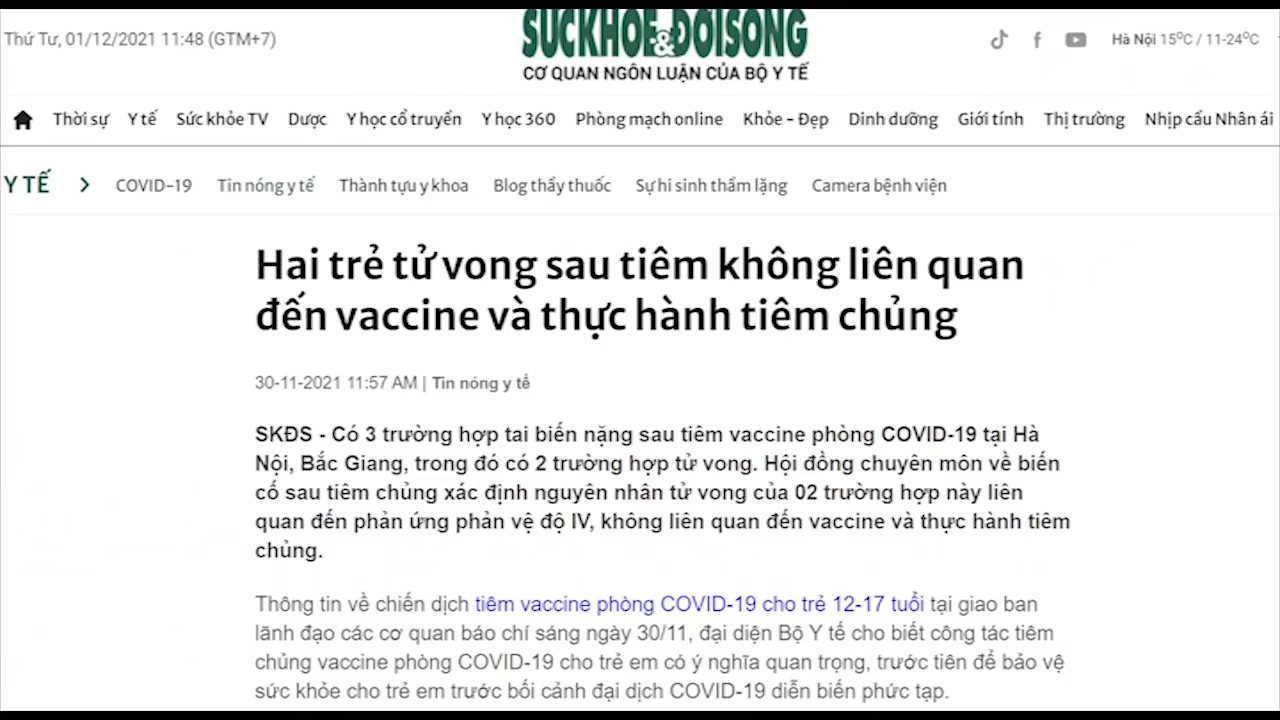 Thứ Tư, 01/12/2021 11:48 (GTM+7)
SỨCKHỎE&ĐỜISỐNG
CƠ QUAN NGÔN LUẬN CỦA BỘ Y TẾ
Hà Nội 15°C / 11-24°C
Thời sự Y tế Sức khỏe TV Dược Y học cổ truyền Y học 360 Phòng mạch online Khỏe - Đẹp Dinh dưỡng Giới tính Thị trường Nhịp cầu Nhân ái
Y TẾ > COVID-19 Tin nóng y tế Thành tựu y khoa Blog thầy thuốc Sự hi sinh thầm lặng Camera bệnh viện
Hai trẻ tử vong sau tiêm không liên quan
đến vaccine và thực hành tiêm chủng
30-11-2021 11:57 AM | Tin nóng y tế
SKĐS - Có 3 trường hợp tai biến nặng sau tiêm vaccine phòng COVID-19 tại Hà
Nội, Bắc Giang, trong đó có 2 trường hợp tử vong. Hội đồng chuyên môn về biến
cố sau tiêm chủng xác định nguyên nhân tử vong của 02 trường hợp này liên
quan đến phản ứng phản vệ độ IV, không liên quan đến vaccine và thực hành tiêm
chủng.
Thông tin về chiến dịch tiêm vaccine phòng COVID-19 cho trẻ 12-17 tuổi tại giao ban
lãnh đạo các cơ quan báo chí sáng ngày 30/11, đại diện Bộ Y tế cho biết công tác tiêm
chủng vaccine phòng COVID-19 cho trẻ em có ý nghĩa quan trọng, trước tiên để bảo vệ
sức khỏe cho trẻ em trước bối cảnh đại dịch COVID-19 diễn biến phức tạp.